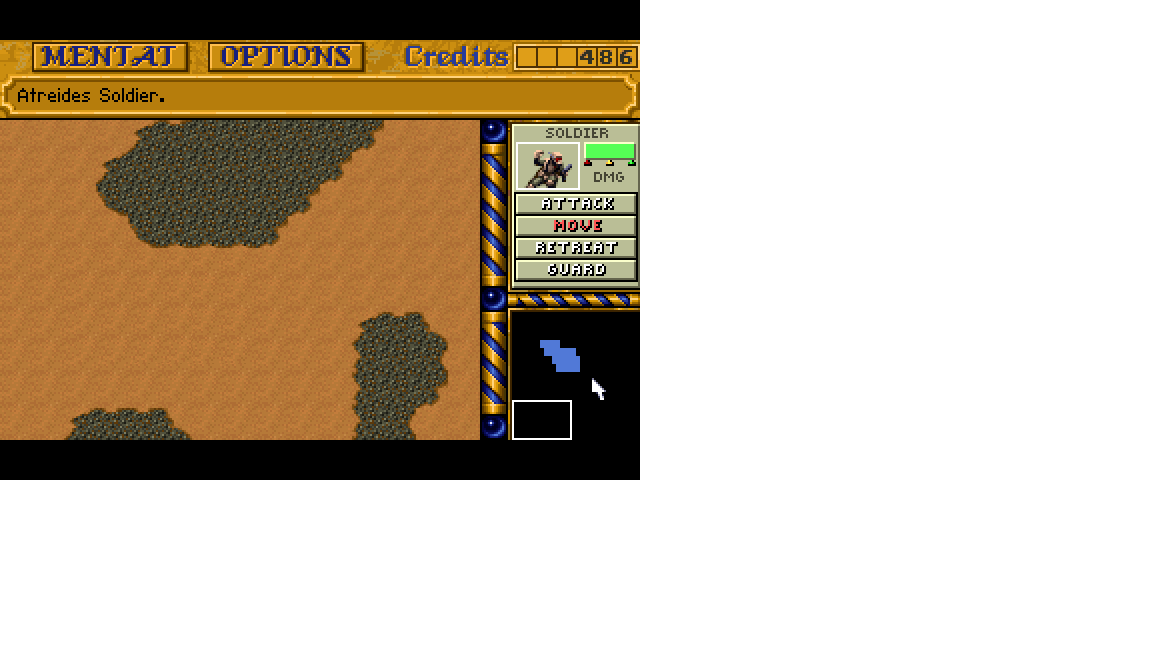 MENTAT OPTIONS Credits 486
Atreides Soldier.
SOLDIER
DMG
ATTACK
MOVE
RETREAT
GUARD